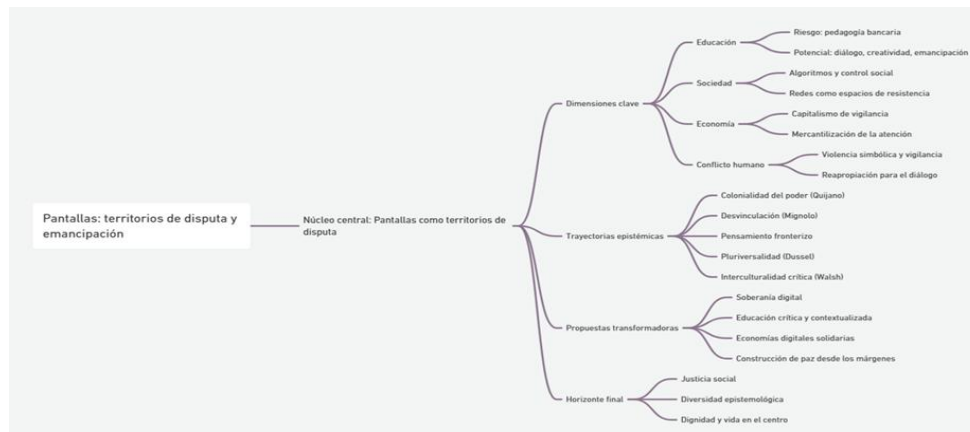 Pantallas: territorios de disputa y
emancipación
Núcleo central: Pantallas como territorios de
disputa
Dimensiones clave
Educación
Riesgo: pedagogía bancaria
Potencial: diálogo, creatividad, emancipación
Sociedad
Algoritmos y control social
Redes como espacios de resistencia
Economía
Capitalismo de vigilancia
Mercantilización de la atención
Conflicto humano
Violencia simbólica y vigilancia
Reapropiación para el diálogo
Trayectorias epistémicas
Colonialidad del poder (Quijano)
Desvinculación (Mignolo)
Pensamiento fronterizo
Pluriversalidad (Dussel)
Interculturalidad crítica (Walsh)
Propuestas transformadoras
Soberanía digital
Educación crítica y contextualizada
Economías digitales solidarias
Construcción de paz desde los márgenes
Horizonte final
Justicia social
Diversidad epistemológica
Dignidad y vida en el centro